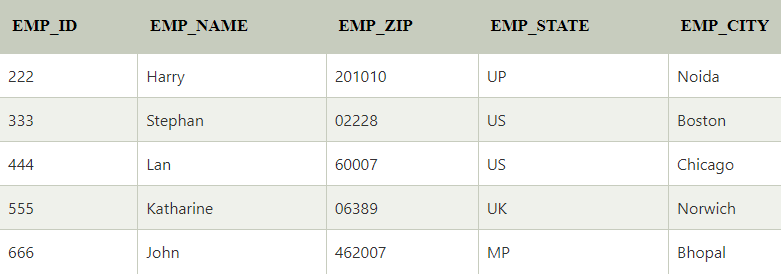 EMP_ID EMP_NAME EMP_ZIP EMP_STATE EMP_CITY
222 Harry 201010 UP Noida
333 Stephan 02228 US Boston
444 Lan 60007 US Chicago
555 Katharine 06389 UK Norwich
666 John 462007 MP Bhopal